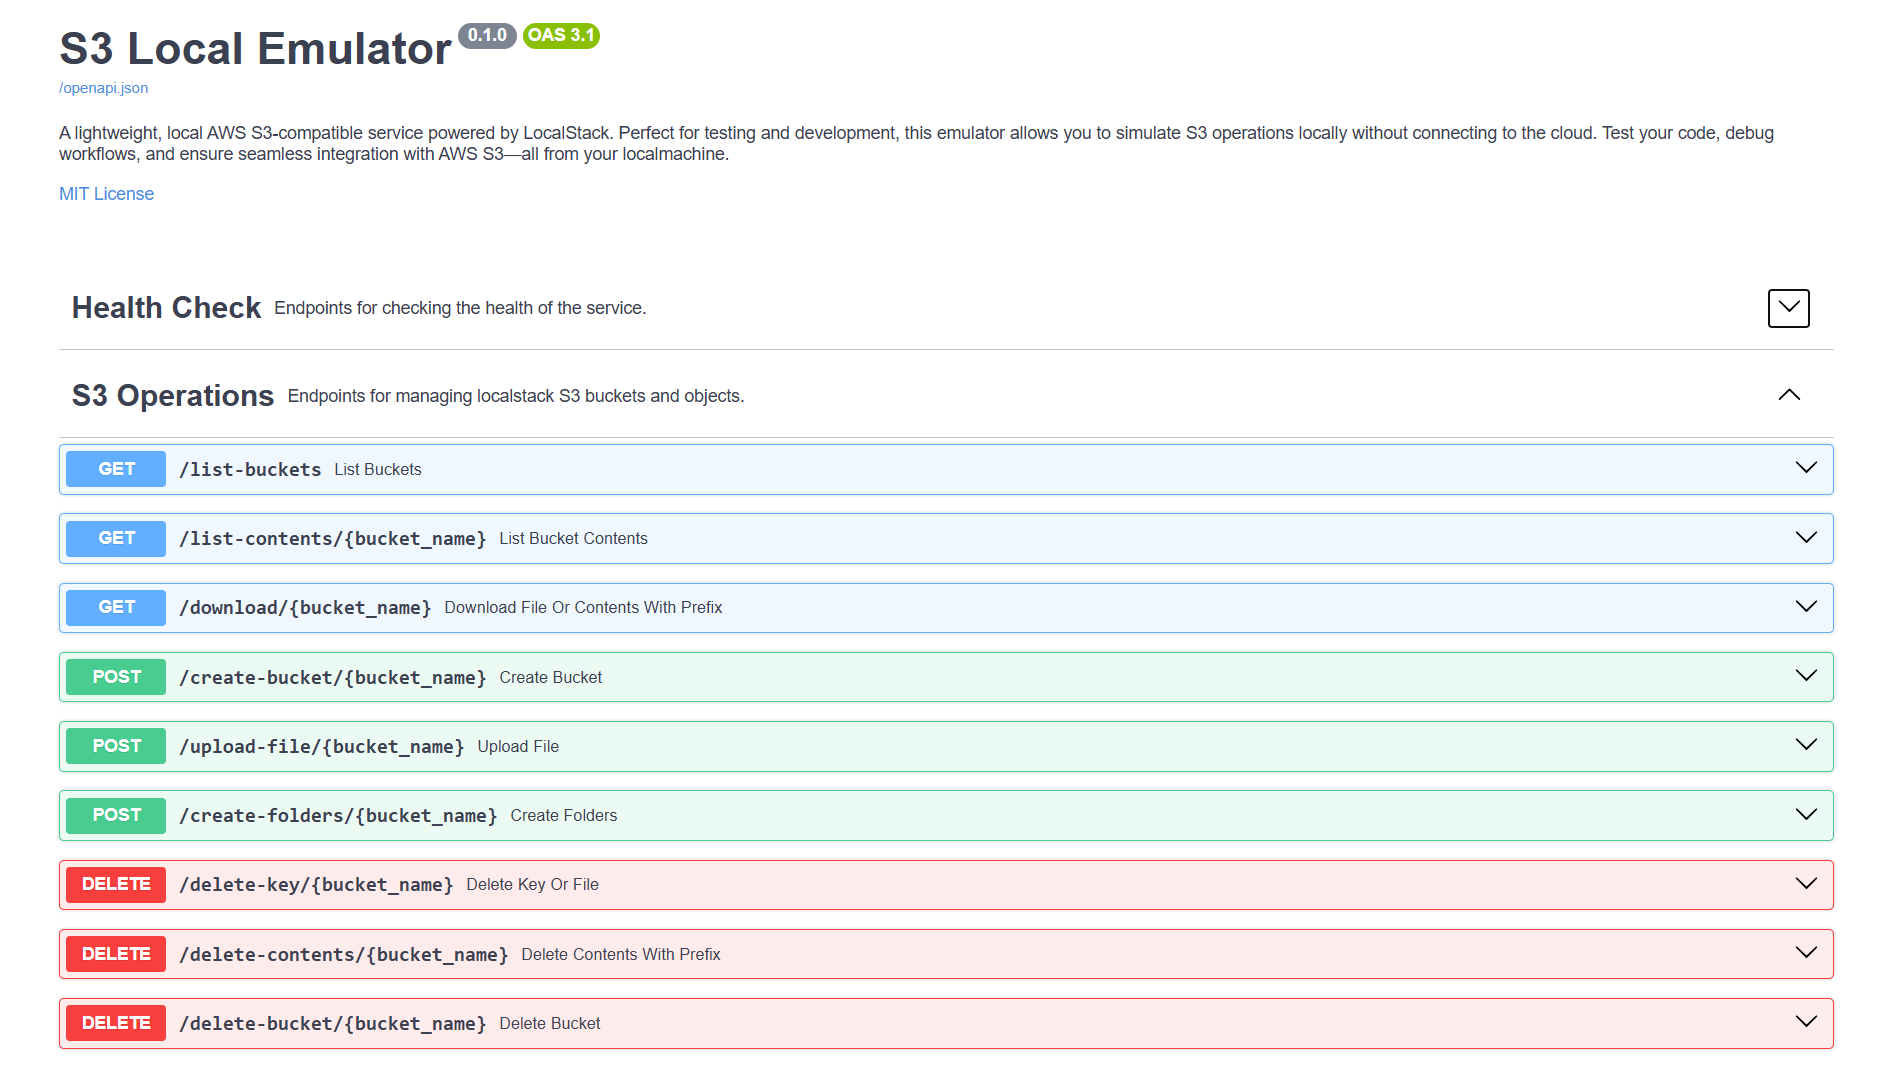 S3 Local Emulator 0.1.0 OAS 3.1
/openapi.json
A lightweight, local AWS S3-compatible service powered by LocalStack. Perfect for testing and development, this emulator allows you to simulate S3 operations locally without connecting to the cloud. Test your code, debug
workflows, and ensure seamless integration with AWS S3—all from your localmachine.
MIT License
Health Check Endpoints for checking the health of the service.
S3 Operations Endpoints for managing localstack S3 buckets and objects.
GET /list-buckets List Buckets
GET /list-contents/{bucket_name} List Bucket Contents
GET /download/{bucket_name} Download File Or Contents With Prefix
POST /create-bucket/{bucket_name} Create Bucket
POST /upload-file/{bucket_name} Upload File
POST /create-folders/{bucket_name} Create Folders
DELETE /delete-key/{bucket_name} Delete Key Or File
DELETE /delete-contents/{bucket_name} Delete Contents With Prefix
DELETE /delete-bucket/{bucket_name} Delete Bucket